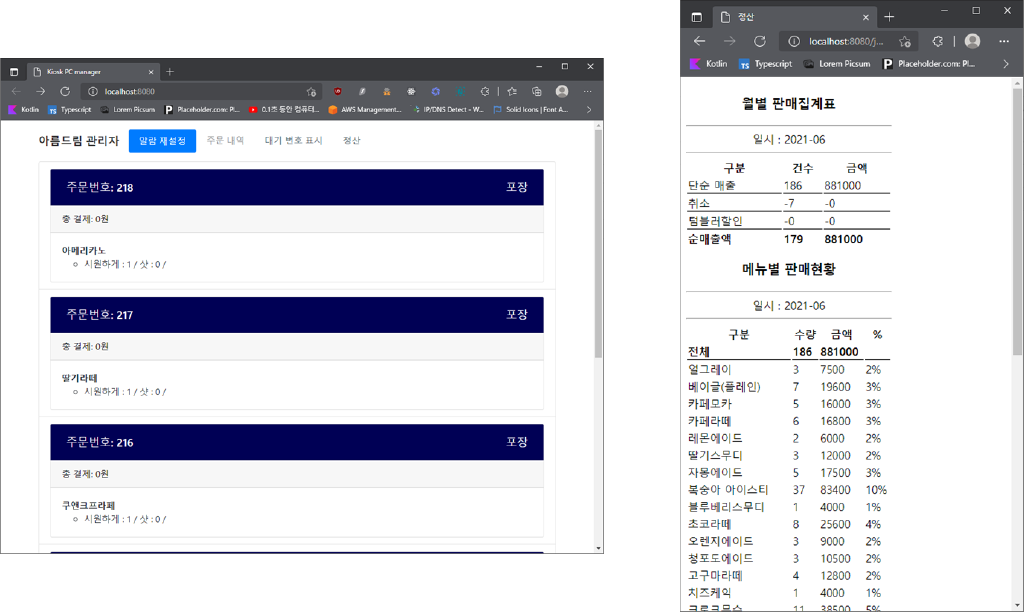 Kiosk PC manager
localhost:8080
Kotlin
Typescript
Lorem Picsum
Placeholder.com: Pl...
0.1초 동안 컴퓨터...
AWS Management...
IP/DNS Detect - W...
Solid Icons | Font A...
아름드림 관리자
알람 재설정
주문 내역
대기 번호 표시
정산
주문번호: 218
포장
총 결제: 0원
아메리카노
시원하게 : 1 / 샷 : 0 /
주문번호: 217
포장
총 결제: 0원
딸기라떼
시원하게 : 1 / 샷 : 0 /
주문번호: 216
포장
총 결제: 0원
쿠앤크프라페
시원하게 : 1 / 샷 : 0 /
정산
localhost:8080/j...
Kotlin
Typescript
Lorem Picsum
Placeholder.com: Pl...
월별 판매집계표
일시 : 2021-06
구분 건수 금액
단순 매출 186 881000
취소 -7 -0
텀블러할인 -0 -0
순매출액 179 881000
메뉴별 판매현황
일시 : 2021-06
구분 수량 금액 %
전체 186 881000
얼그레이 3 7500 2%
베이글(플레인) 7 19600 3%
카페모카 5 16000 3%
카페라떼 6 16800 3%
레몬에이드 2 6000 2%
딸기스무디 3 12000 2%
자몽에이드 5 17500 3%
복숭아 아이스티 37 83400 10%
블루베리스무디 1 4000 1%
초코라떼 8 25600 4%
오렌지에이드 3 9000 2%
청포도에이드 3 10500 2%
고구마라떼 4 12800 2%
치즈케익 1 4000 1%
크로크무슈 11 38500 5%